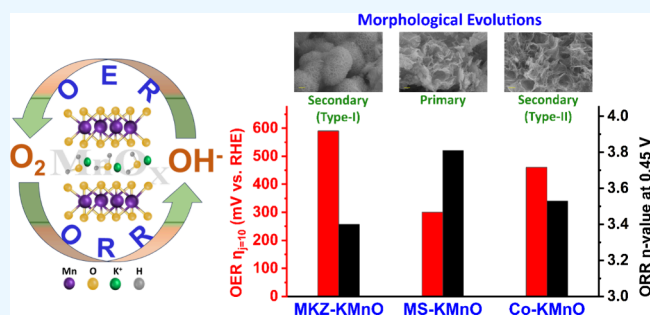 Morphological Evolutions
Secondary
(Type-I)
Primary
Secondary
(Type-II)
OER
O₂
MnOₓ
OH⁻
ORR
Mn O K⁺ H
OER η j=10 (mV vs. RHE)
600
500
400
300
200
100
0
4.0
3.8
3.6
3.4
3.2
3.0
ORR n-value at 0.45 V
MKZ-KMnO MS-KMnO Co-KMnO